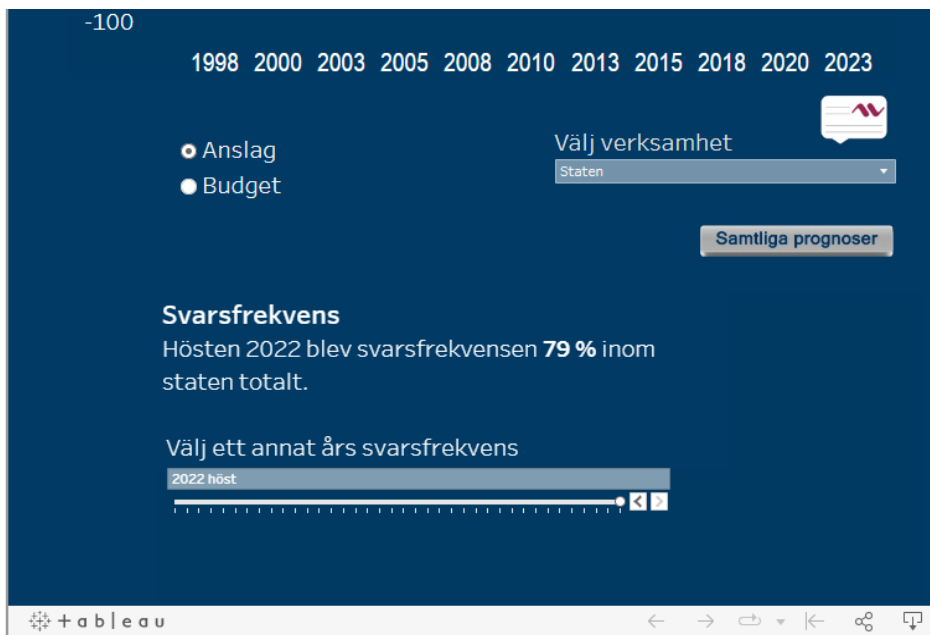 -100
1998 2000 2003 2005 2008 2010 2013 2015 2018 2020 2023
Anslag
Välj verksamhet
Staten
Budget
Samtliga prognoser
Svarsfrekvens
Hösten 2022 blev svarsfrekvensen 79 % inom
staten totalt.
Välj ett annat års svarsfrekvens
2022 höst
+ableau